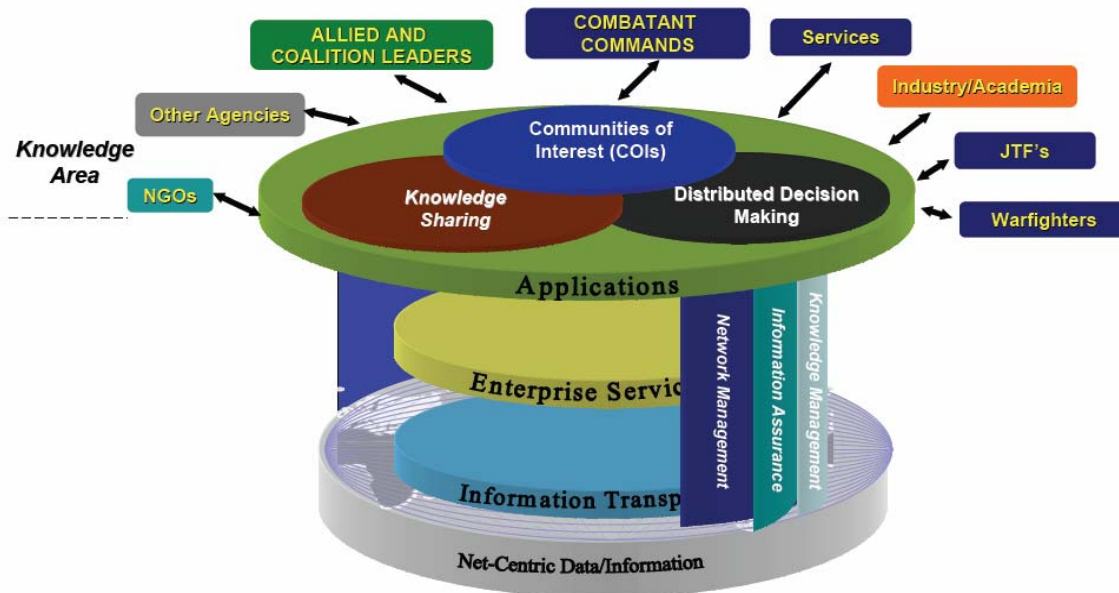 ALLIED AND
COALITION LEADERS
COMBATANT
COMMANDS
Services
Industry/Academia
Other Agencies
Knowledge
Area
NGOs
JTF's
Warfighters
Communities of
Interest (COIs)
Knowledge
Sharing
Distributed Decision
Making
Applications
Enterprise Servic
Information Transp
Network Management
Information Assurance
Knowledge Management
Net-Centric Data/Information